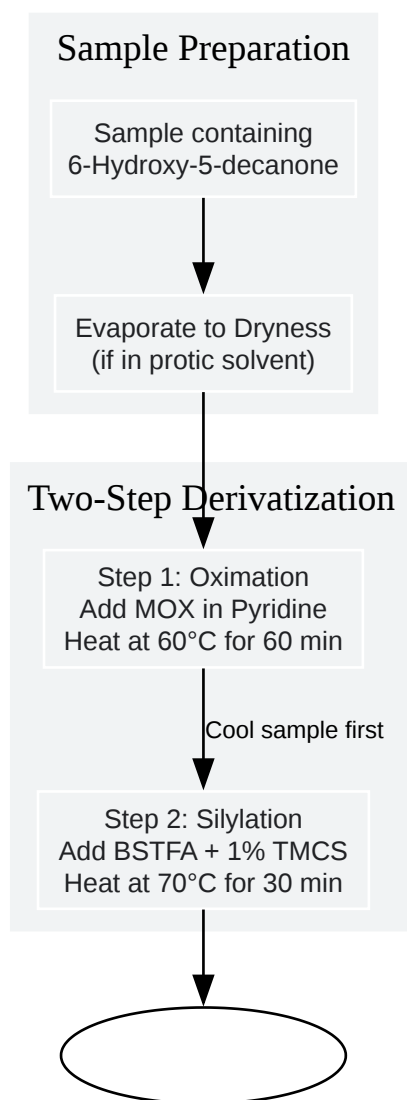 Sample Preparation
Sample containing
6-Hydroxy-5-decanone
Evaporate to Dryness
(if in protic solvent)
Two-Step Derivatization
Step 1: Oximation
Add MOX in Pyridine
Heat at 60°C for 60 min
Cool sample first
Step 2: Silylation
Add BSTFA + 1% TMCS
Heat at 70°C for 30 min